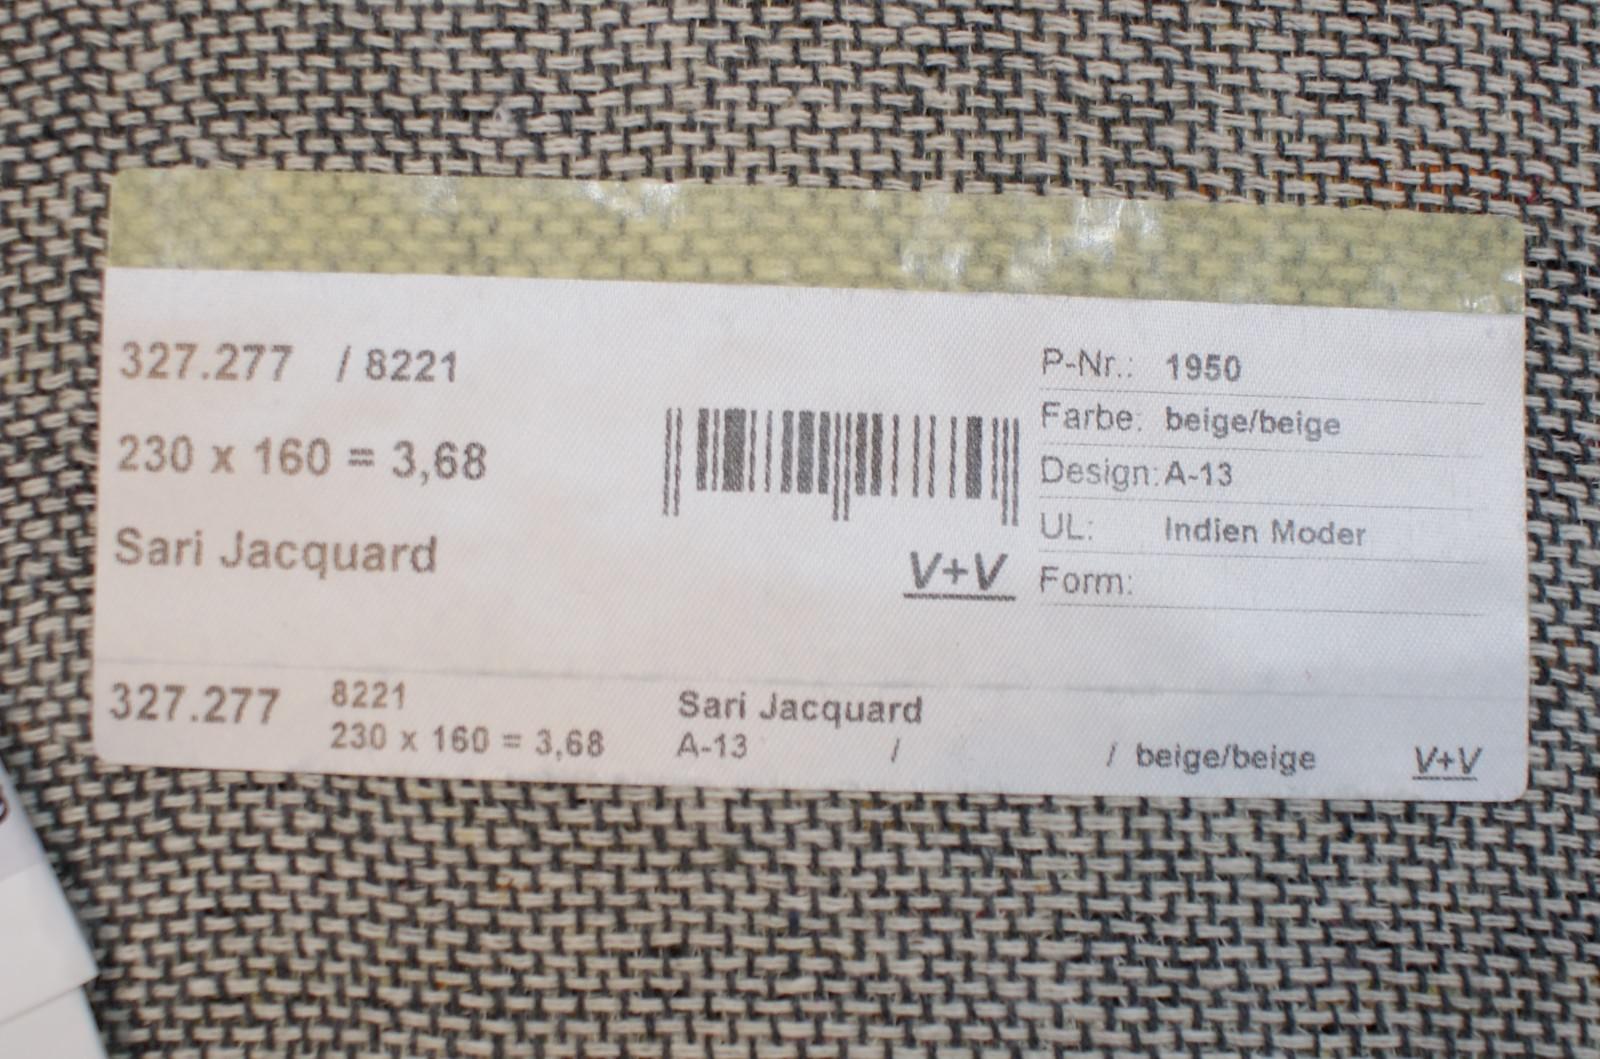 327.277 / 8221
230 x 160 = 3,68
Sari Jacquard
V+V
P-Nr.: 1950
Farbe: beige/beige
Design: A-13
UL: Indien Moder
Form:
327.277
8221
230 x 160 = 3,68
Sari Jacquard
A-13 / / beige/beige
V+V